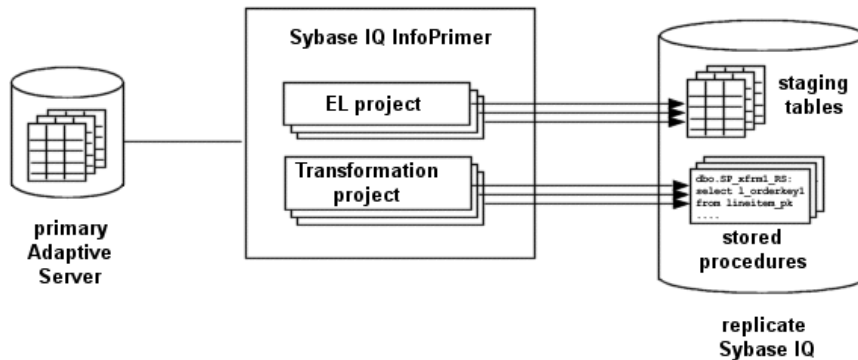 Sybase IQ InfoPrimer
EL project
Transformation
project
primary
Adaptive
Server
staging
tables
dbo.SP_xfrm1_RS:
select l_orderkey1
from lineitem_pk
....
stored
procedures
replicate
Sybase IQ